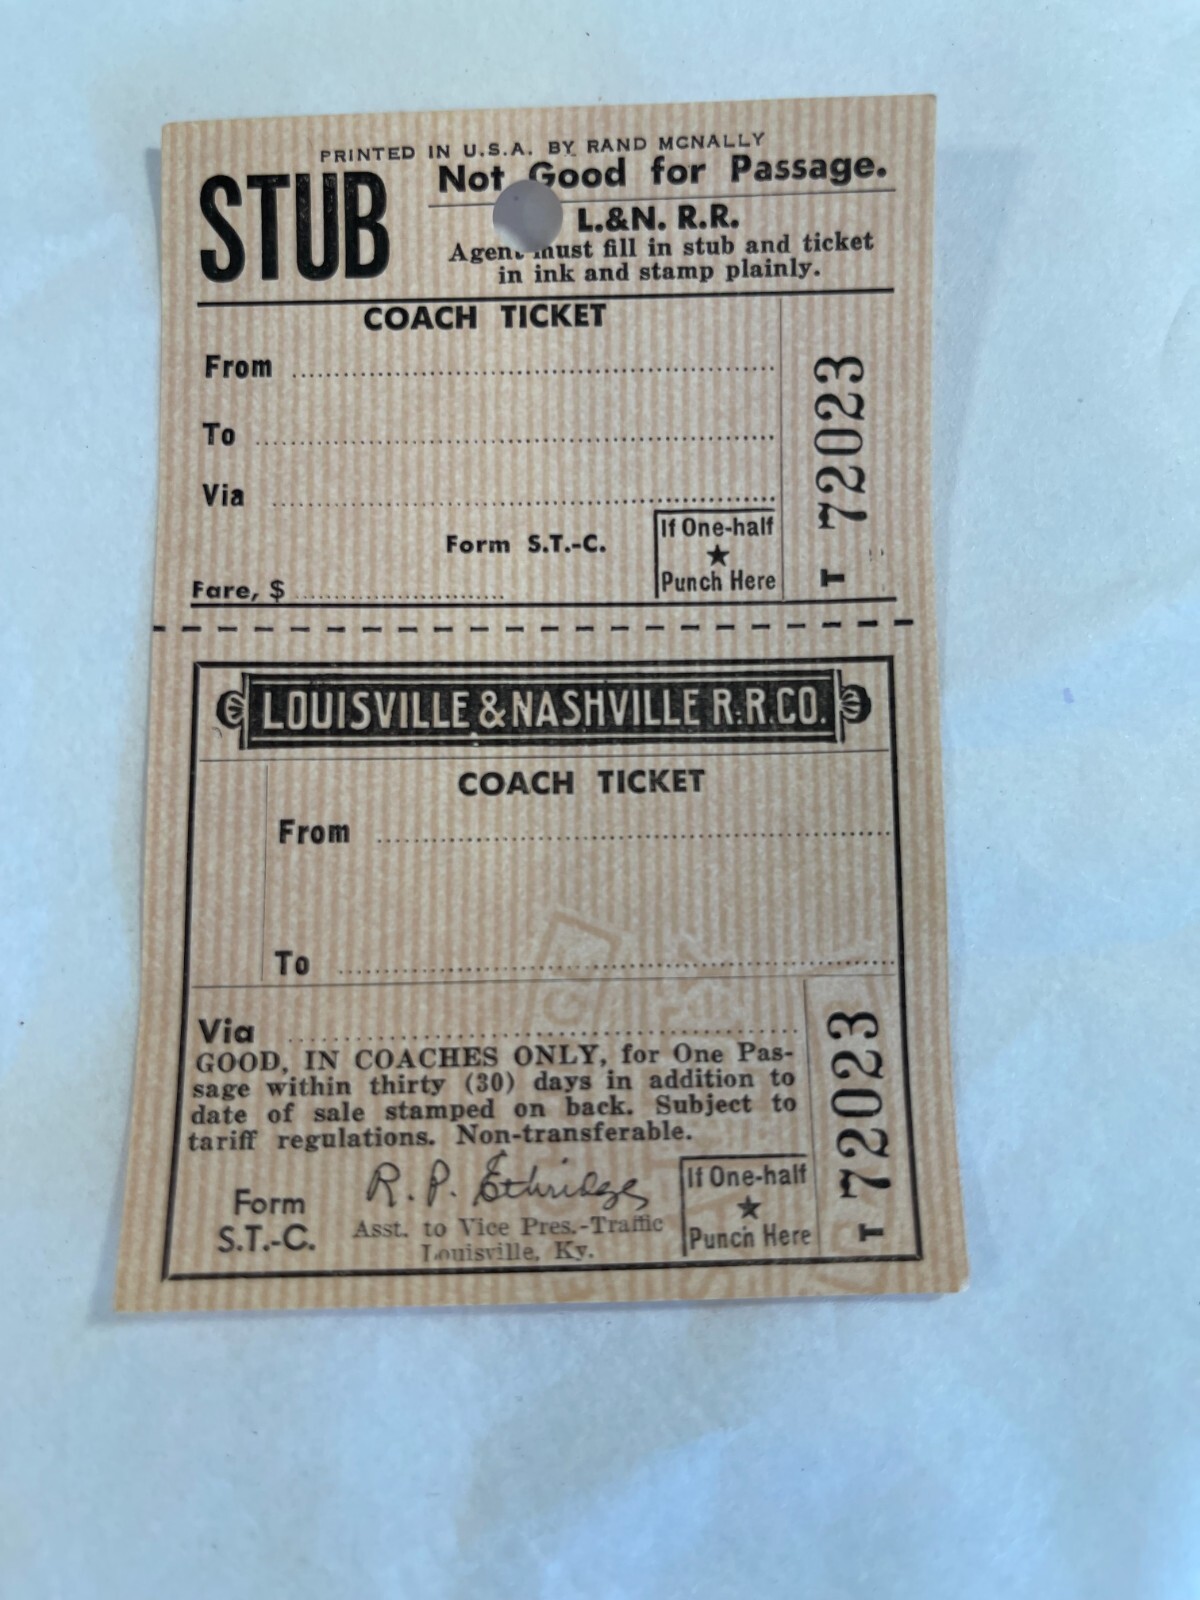 PRINTED IN U.S.A. BY RAND MCNALLY
STUB
Not Good for Passage.
L.&N. R.R.
Agent must fill in stub and ticket
in ink and stamp plainly.
COACH TICKET
From
To
Via
Form S.T.-C.
If One-half
★
Punch Here
Fare, $
T 72023
LOUISVILLE & NASHVILLE R.R.CO.
COACH TICKET
From
To
Via
GOOD, IN COACHES ONLY, for One Pas-
sage within thirty (30) days in addition to
date of sale stamped on back. Subject to
tariff regulations. Non-transferable.
Form
S.T.-C.
R. P. Ethridge
Asst. to Vice Pres.-Traffic
Louisville, Ky.
If One-half
★
Punch Here
T 72023